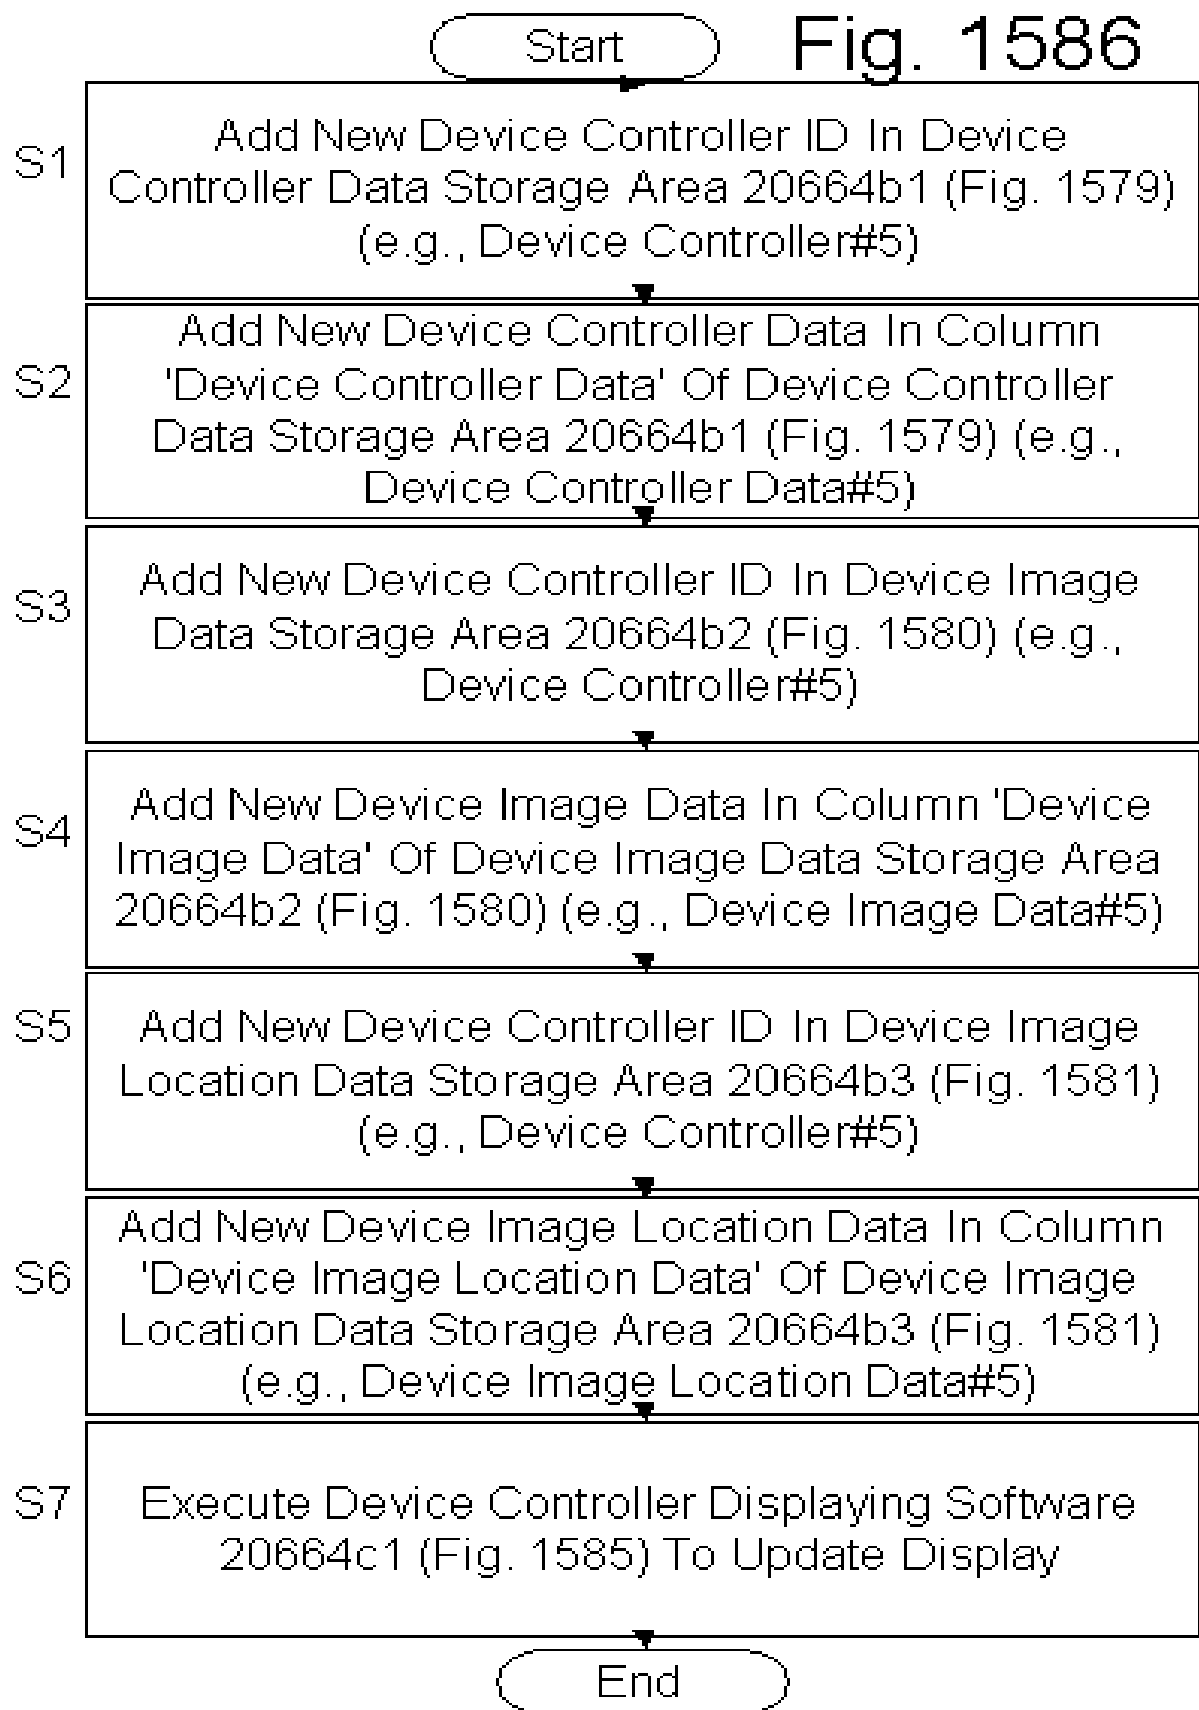 Start
Fig. 1586
S1
Add New Device Controller ID In Device
Controller Data Storage Area 20664b1 (Fig. 1579)
(e.g., Device Controller#5)
S2
Add New Device Controller Data In Column
'Device Controller Data' Of Device Controller
Data Storage Area 20664b1 (Fig. 1579) (e.g.,
Device Controller Data#5)
S3
Add New Device Controller ID In Device Image
Data Storage Area 20664b2 (Fig. 1580) (e.g.,
Device Controller#5)
S4
Add New Device Image Data In Column 'Device
Image Data' Of Device Image Data Storage Area
20664b2 (Fig. 1580) (e.g., Device Image Data#5)
S5
Add New Device Controller ID In Device Image
Location Data Storage Area 20664b3 (Fig. 1581)
(e.g., Device Controller#5)
S6
Add New Device Image Location Data In Column
'Device Image Location Data' Of Device Image
Location Data Storage Area 20664b3 (Fig. 1581)
(e.g., Device Image Location Data#5)
S7
Execute Device Controller Displaying Software
20664c1 (Fig. 1585) To Update Display
End